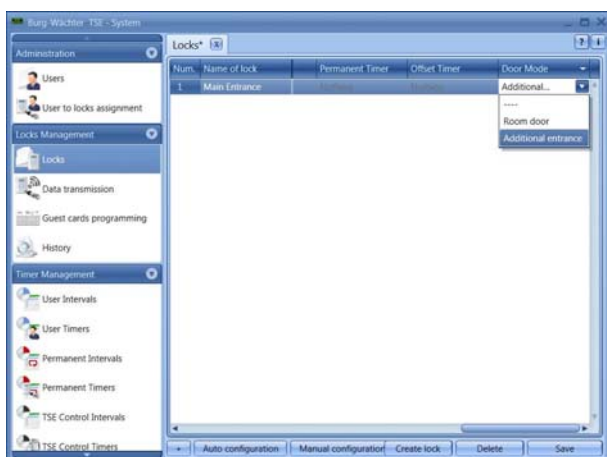 Burg-Wächter TSE - System
Administration
Users
User to locks assignment
Locks Management
Locks
Data transmission
Guest cards programming
History
Timer Management
User Intervals
User Timers
Permanent Intervals
Permanent Timers
TSE Control Intervals
TSE Control Timers
Locks*
? i
Num. Name of lock Permanent Timer Offset Timer Door Mode
1 Main Entrance Additional...
----
Room door
Additional entrance
+ Auto configuration Manual configuration Create lock Delete Save